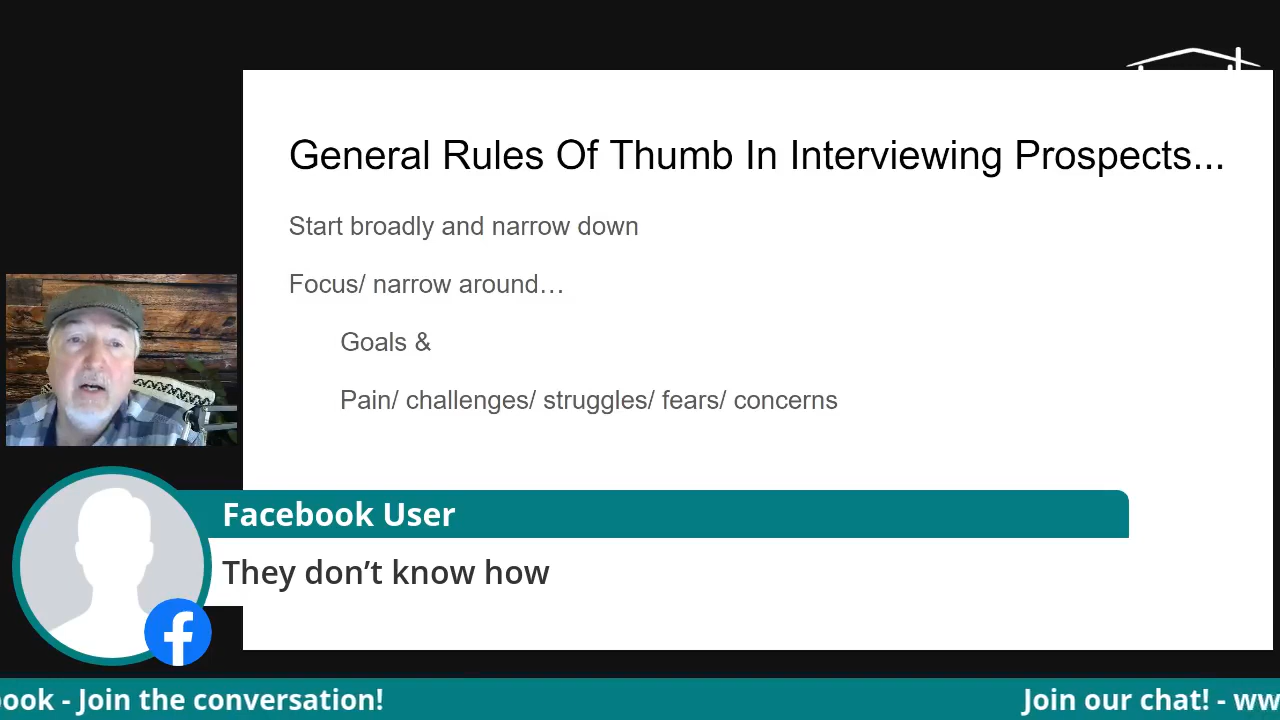 General Rules Of Thumb In Interviewing Prospects...
Start broadly and narrow down
Focus/ narrow around…
Goals &
Pain/ challenges/ struggles/ fears/ concerns
Facebook User
They don’t know how
ook - Join the conversation!
Join our chat! - ww